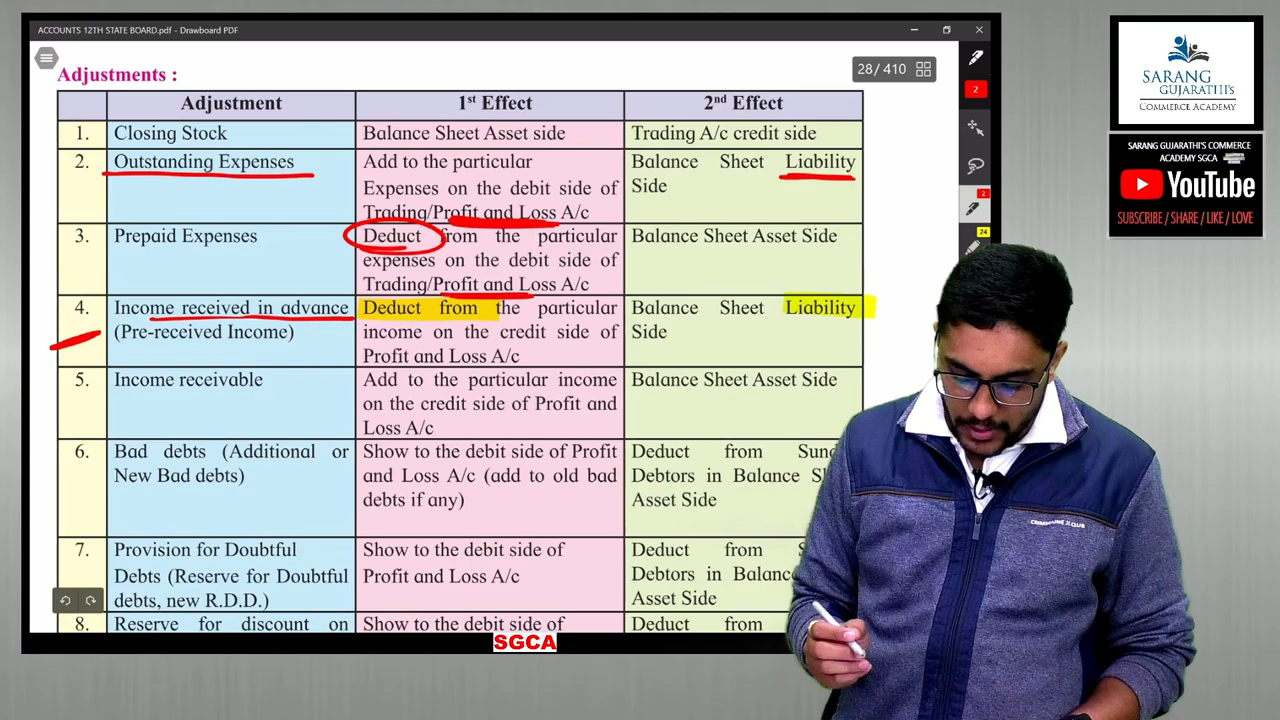 ACCOUNTS 12TH STATE BOARD.pdf - Drawboard PDF
28/410
Adjustments :
Adjustment
1st Effect
2nd Effect
1.
Closing Stock
Balance Sheet Asset side
Trading A/c credit side
2.
Outstanding Expenses
Add to the particular
Expenses on the debit side of
Trading/Profit and Loss A/c
Balance Sheet Liability
Side
3.
Prepaid Expenses
Deduct from the particular
expenses on the debit side of
Trading/Profit and Loss A/c
Balance Sheet Asset Side
4.
Income received in advance
(Pre-received Income)
Deduct from the particular
income on the credit side of
Profit and Loss A/c
Balance Sheet Liability
Side
5.
Income receivable
Add to the particular income
on the credit side of Profit and
Loss A/c
Balance Sheet Asset Side
6.
Bad debts (Additional or
New Bad debts)
Show to the debit side of Profit
and Loss A/c (add to old bad
debts if any)
Deduct from
Debtors in Balance
Asset Side
7.
Provision for Doubtful
Debts (Reserve for Doubtful
debts, new R.D.D.)
Show to the debit side of
Profit and Loss A/c
Deduct from
Debtors in Balance
Asset Side
8.
Reserve for discount on
Show to the debit side of
Deduct from
SGCA
2
2
24
SARANG
GUJARATHI'S
COMMERCE ACADEMY
SARANG GUJARATHI'S COMMERCE
ACADEMY SGCA
YouTube
SUBSCRIBE / SHARE / LIKE / LOVE